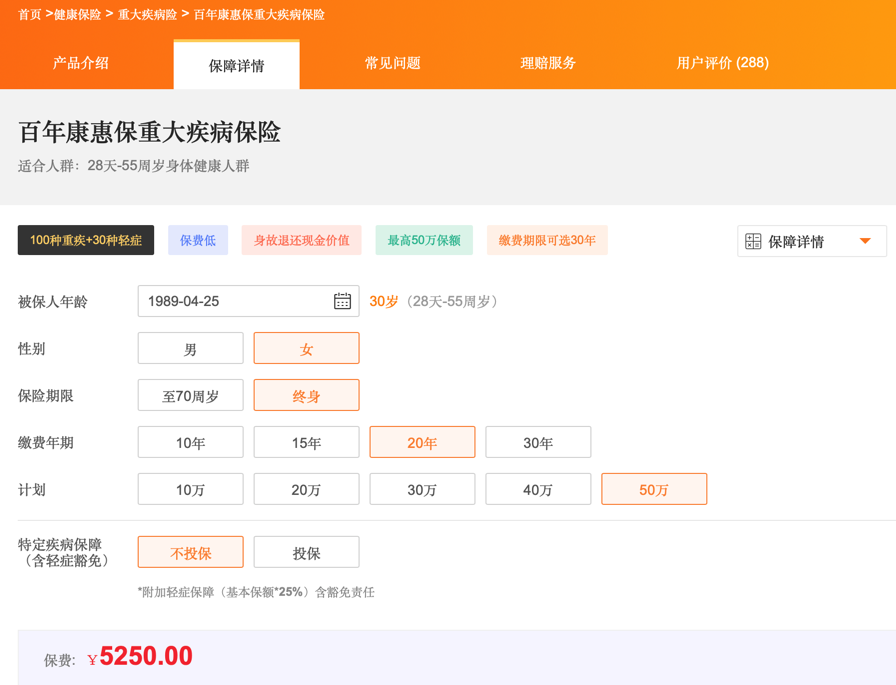 首页 >健康保险 > 重大疾病险 > 百年康惠保重大疾病保险
产品介绍 保障详情 常见问题 理赔服务 用户评价 (288)
百年康惠保重大疾病保险
适合人群：28天-55周岁身体健康人群
100种重疾+30种轻症 保费低 身故退还现金价值 最高50万保额 缴费期限可选30年 保障详情
被保人年龄 1989-04-25 30岁（28天-55周岁）
性别 男 女
保险期限 至70周岁 终身
缴费年期 10年 15年 20年 30年
计划 10万 20万 30万 40万 50万
特定疾病保障
（含轻症豁免） 不投保 投保
*附加轻症保障（基本保额*25%）含豁免责任
保费: ¥5250.00